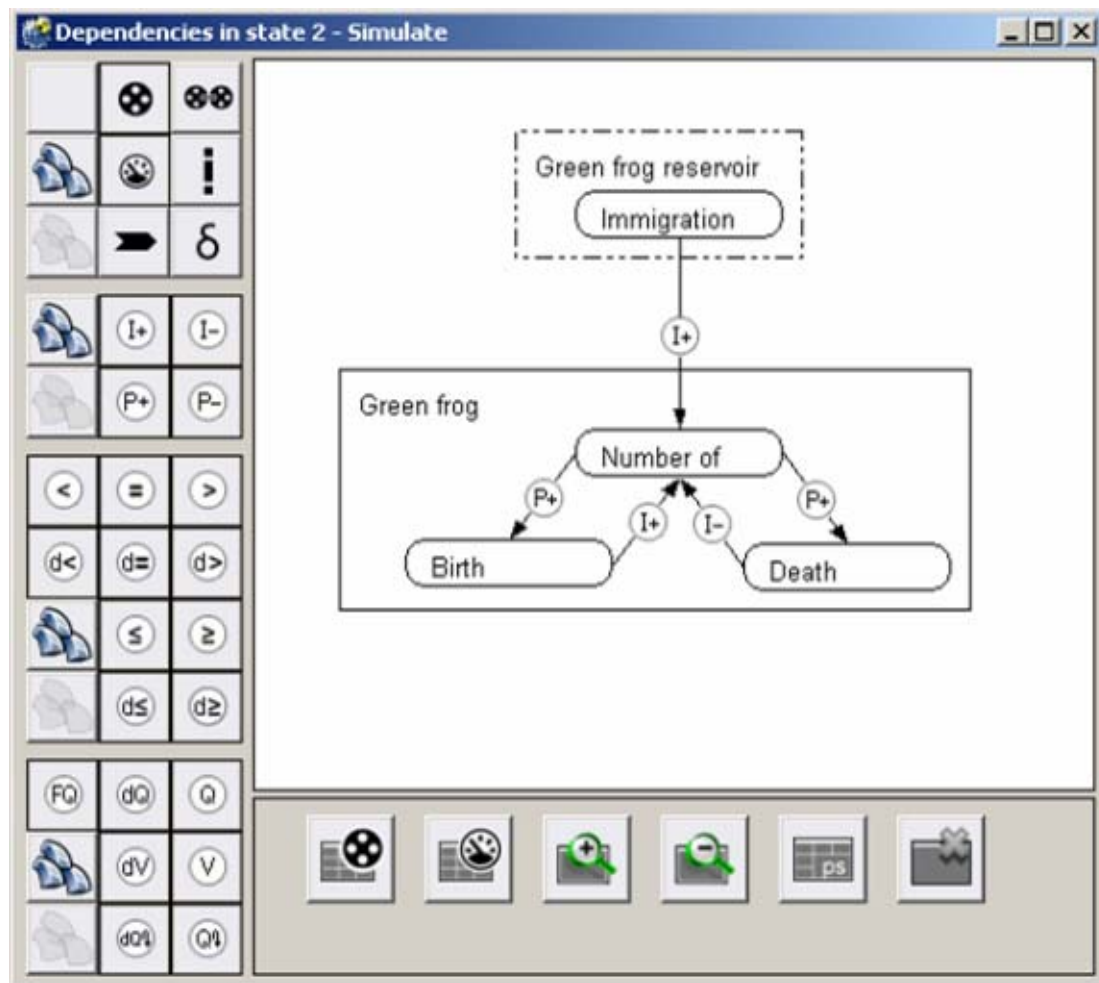 Dependencies in state 2 - Simulate
δ
I+ I-
P+ P-
< = >
d< d= d>
≤ ≥
d≤ d≥
FQ dQ Q
dV V
Green frog reservoir
Immigration
I+
Green frog
Number of
P+ P+
I+ I-
Birth
Death
ps